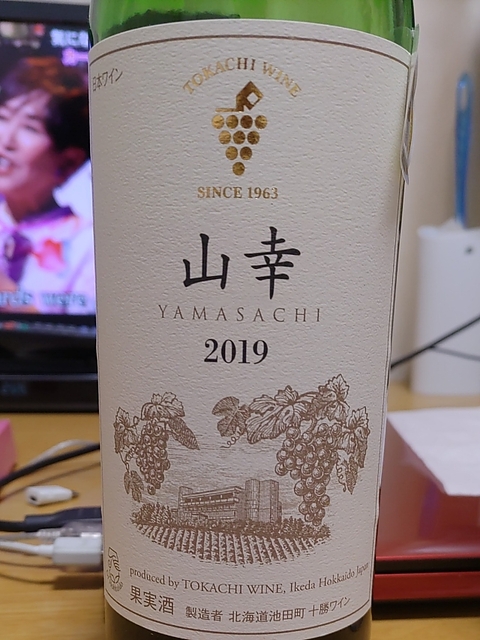 日本ワイン
TOKACHI WINE
SINCE 1963
山幸
YAMASACHI
2019
produced by TOKACHI WINE, Ikeda Hokkaido Japan
果実酒
製造者 北海道池田町 十勝ワイン